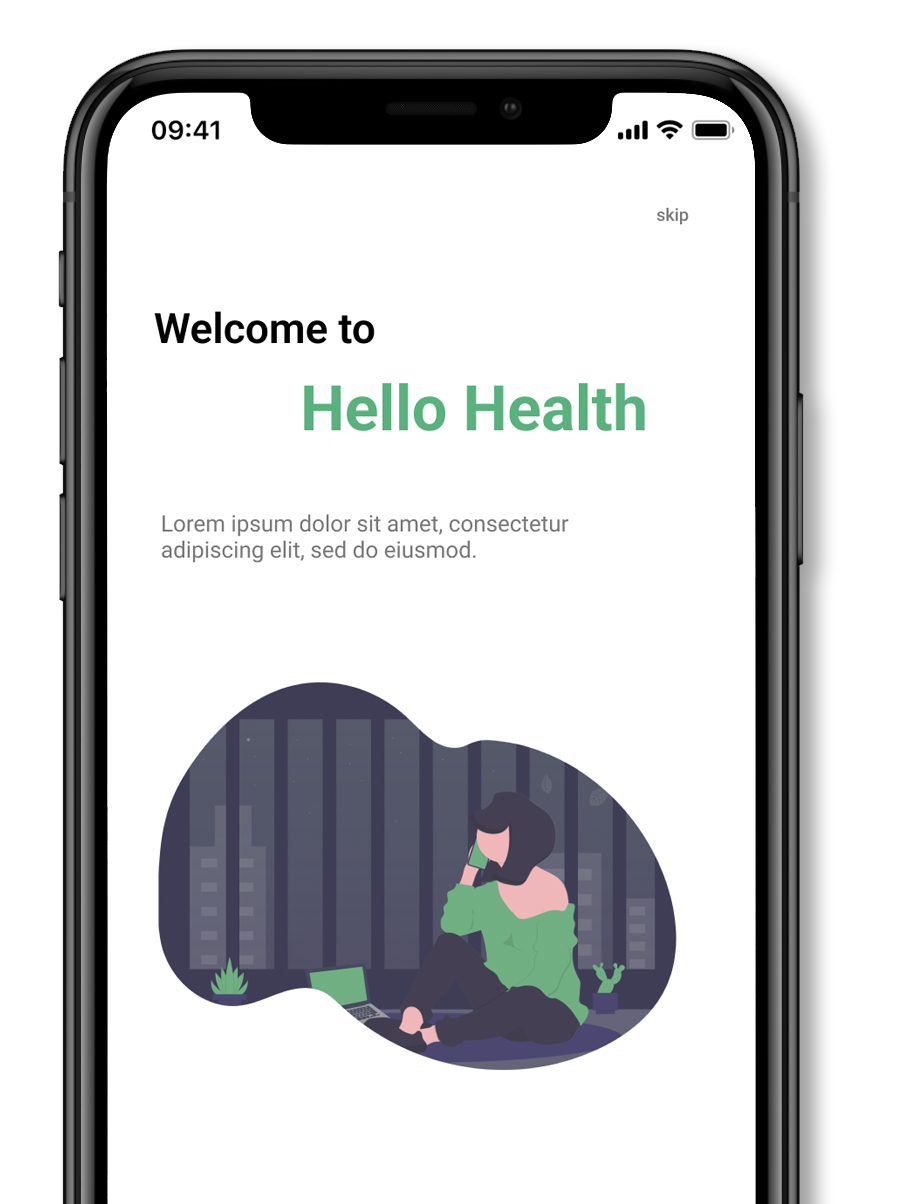 09:41
skip
Welcome to
Hello Health
Lorem ipsum dolor sit amet, consectetur
adipiscing elit, sed do eiusmod.